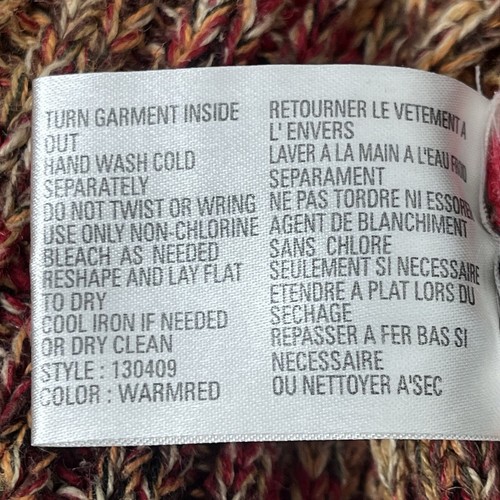 TURN GARMENT INSIDE
OUT
HAND WASH COLD
SEPARATELY
DO NOT TWIST OR WRING
USE ONLY NON-CHLORINE
BLEACH AS NEEDED
RESHAPE AND LAY FLAT
TO DRY
COOL IRON IF NEEDED
OR DRY CLEAN
STYLE : 130409
COLOR : WARMRED
RETOURNER LE VETEMENT A
L' ENVERS
LAVER A LA MAIN A L'EAU FROID
SEPARAMENT
NE PAS TORDRE NI ESSORER
AGENT DE BLANCHIMENT
SANS CHLORE
SEULEMENT SI NECESSAIRE
ETENDRE A PLAT LORS DU
SECHAGE
REPASSER A FER BAS SI
NECESSAIRE
OU NETTOYER A'SEC